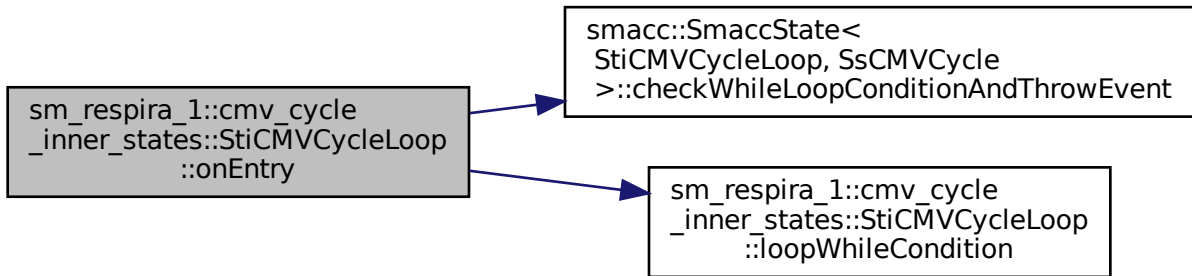 sm_respira_1::cmv_cycle
_inner_states::StiCMVCycleLoop
::onEntry
smacc::SmaccState<
StiCMVCycleLoop, SsCMVCycle
>::checkWhileLoopConditionAndThrowEvent
sm_respira_1::cmv_cycle
_inner_states::StiCMVCycleLoop
::loopWhileCondition